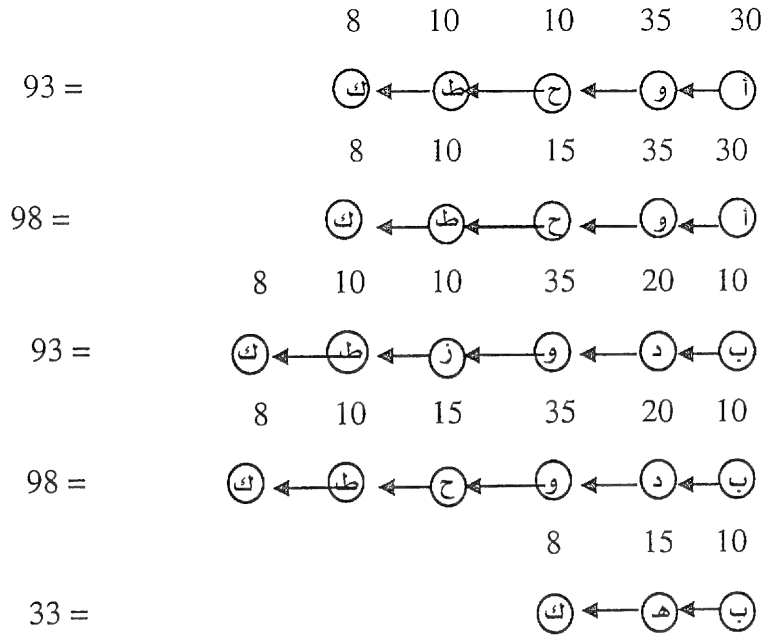 30 35 10 10 8
أ و ح ط ك = 93
30 35 15 10 8
أ و ح ط ك = 98
10 20 35 10 10 8
ب د و ز ط ك = 93
10 20 35 15 10 8
ب د و ح ط ك = 98
10 15 8
ب هـ ك = 33